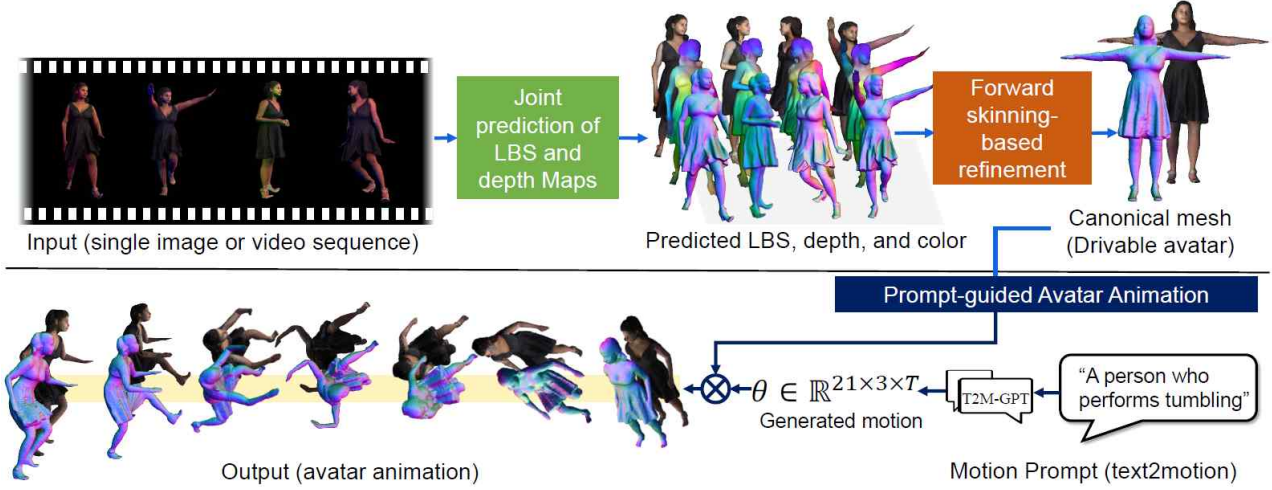 Joint
prediction of
LBS and
depth Maps
Forward
skinning-
based
refinement
Input (single image or video sequence)
Predicted LBS, depth, and color
Canonical mesh
(Drivable avatar)
Prompt-guided Avatar Animation
θ ∈ ℝ^{21×3×T}
Generated motion
T2M-GPT
“A person who
performs tumbling”
Output (avatar animation)
Motion Prompt (text2motion)